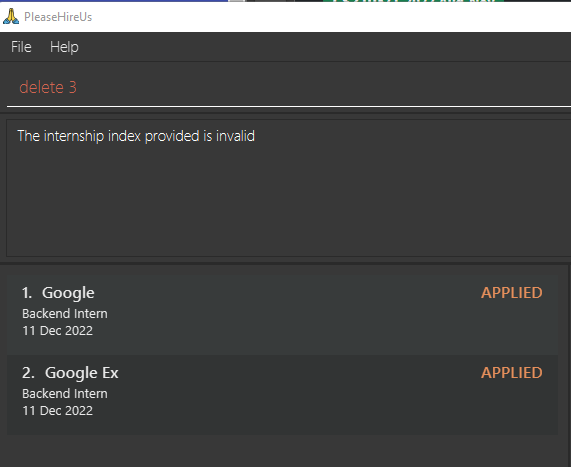 PleaseHireUs
File Help
delete 3
The internship index provided is invalid
1. Google APPLIED
Backend Intern
11 Dec 2022
2. Google Ex APPLIED
Backend Intern
11 Dec 2022